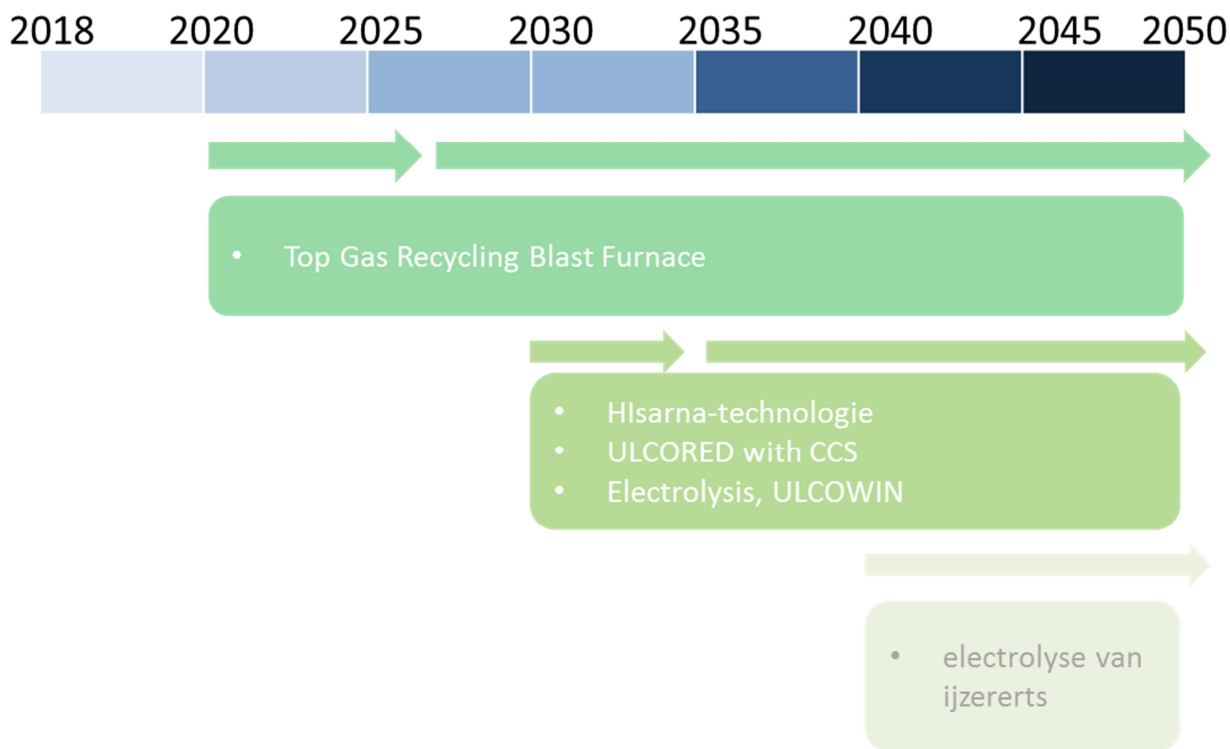 2018 2020 2025 2030 2035 2040 2045 2050
• Top Gas Recycling Blast Furnace
• HIsarna-technologie
• ULCORED with CCS
• Electrolysis, ULCOWIN
• electrolyse van
ijzererts